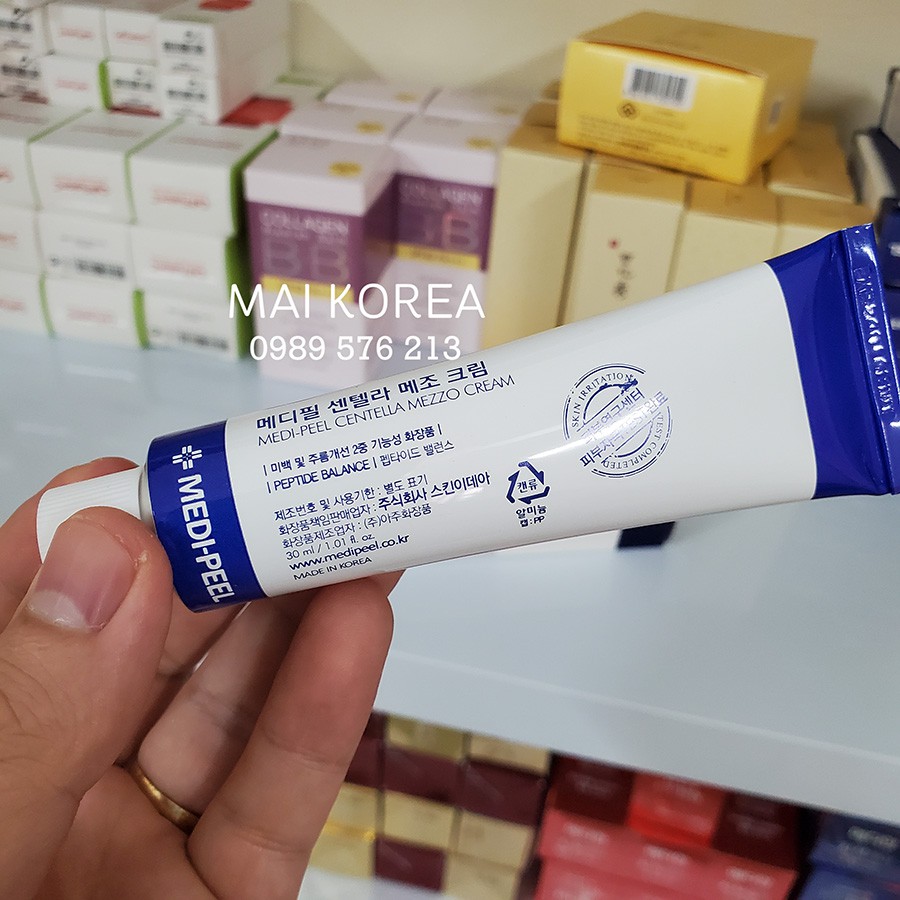 MAI KOREA
0989 576 213
메디필 센텔라 메조 크림
MEDI-PEEL CENTELLA MEZZO CREAM
| 미백 및 주름개선 2중 기능성 화장품 |
| PEPTIDE BALANCE | 펩타이드 밸런스
제조번호 및 사용기한 : 별도 표기
화장품책임판매업자 : 주식회사 스킨이데아
화장품제조업자 : (주)아주화장품
30 ml / 1.01 fl. oz.
www.medipeel.co.kr
MADE IN KOREA
MEDI-PEEL
캔류
알미늄
캡 : PP
SKIN IRRITATION
TEST COMPLETED
COLLAGEN
BB
COLLAGEN
BB